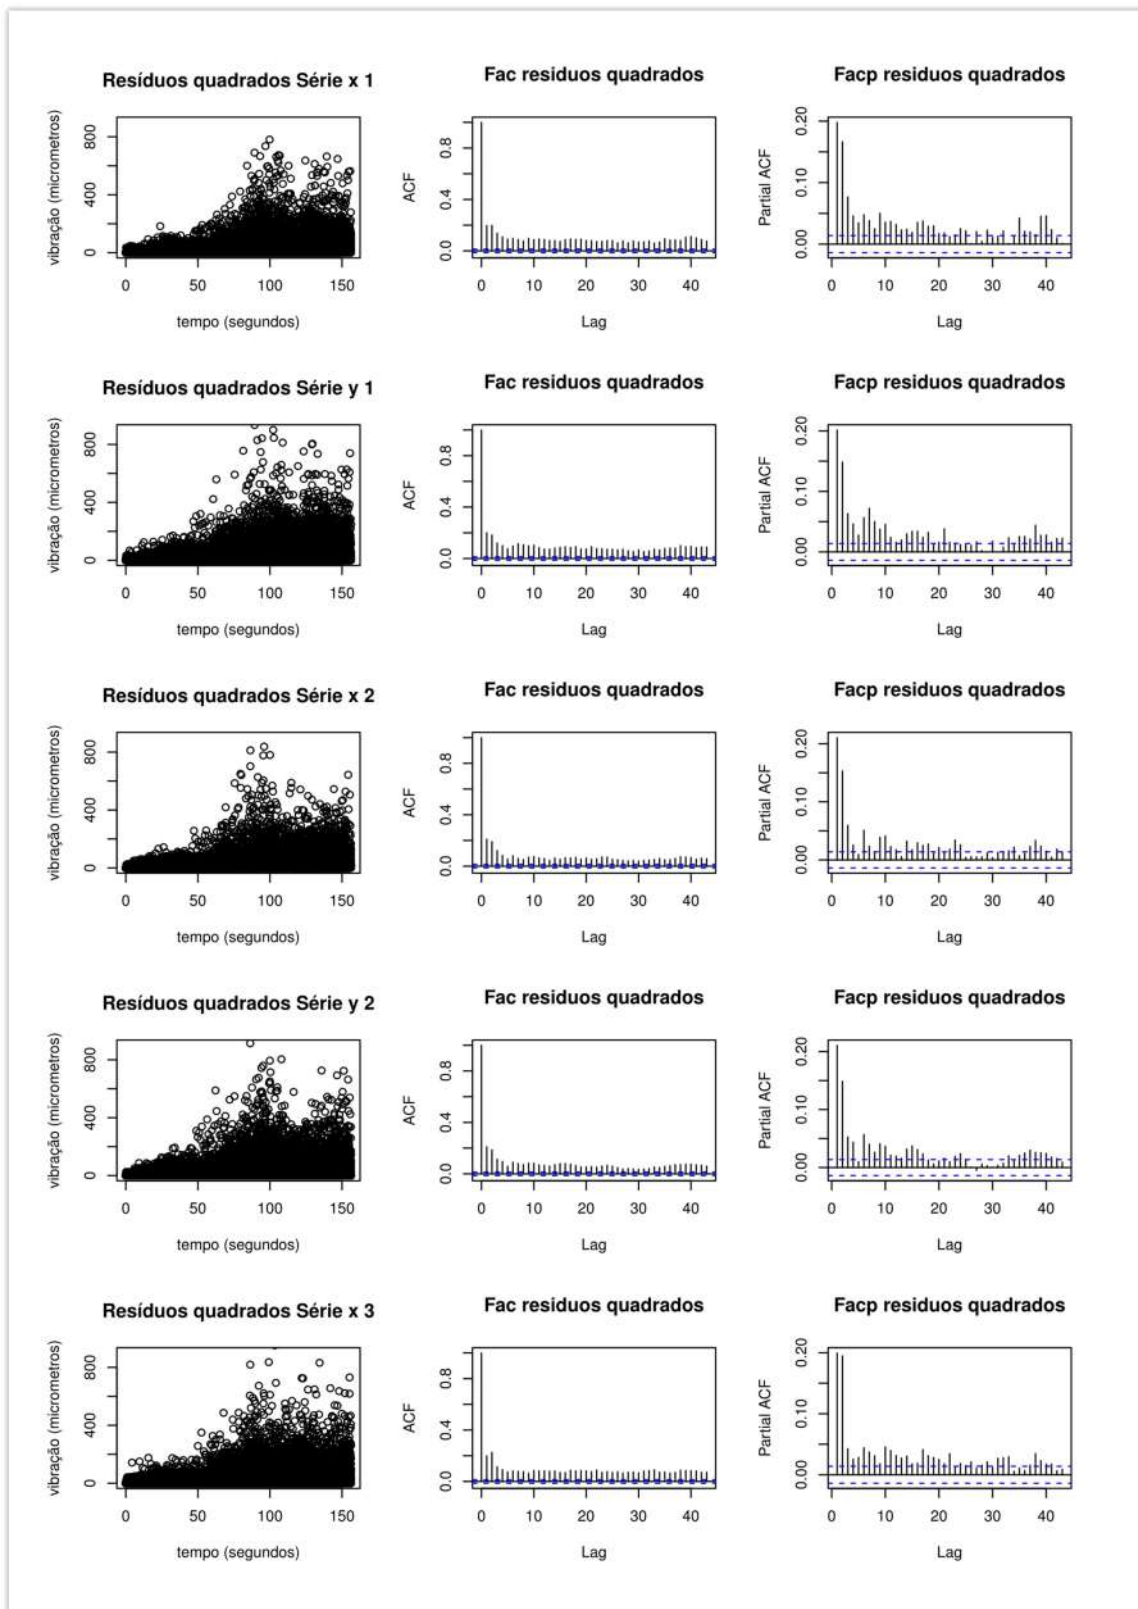 Resíduos quadrados Série x 1
vibração (micrometros)
0 400 800
0 50 100 150
tempo (segundos)
Fac residuos quadrados
ACF
0.0 0.4 0.8
0 10 20 30 40
Lag
Facp residuos quadrados
Partial ACF
0.00 0.10 0.20
0 10 20 30 40
Lag
Resíduos quadrados Série y 1
vibração (micrometros)
0 400 800
0 50 100 150
tempo (segundos)
Fac residuos quadrados
ACF
0.0 0.4 0.8
0 10 20 30 40
Lag
Facp residuos quadrados
Partial ACF
0.00 0.10 0.20
0 10 20 30 40
Lag
Resíduos quadrados Série x 2
vibração (micrometros)
0 400 800
0 50 100 150
tempo (segundos)
Fac residuos quadrados
ACF
0.0 0.4 0.8
0 10 20 30 40
Lag
Facp residuos quadrados
Partial ACF
0.00 0.10 0.20
0 10 20 30 40
Lag
Resíduos quadrados Série y 2
vibração (micrometros)
0 400 800
0 50 100 150
tempo (segundos)
Fac residuos quadrados
ACF
0.0 0.4 0.8
0 10 20 30 40
Lag
Facp residuos quadrados
Partial ACF
0.00 0.10 0.20
0 10 20 30 40
Lag
Resíduos quadrados Série x 3
vibração (micrometros)
0 400 800
0 50 100 150
tempo (segundos)
Fac residuos quadrados
ACF
0.0 0.4 0.8
0 10 20 30 40
Lag
Facp residuos quadrados
Partial ACF
0.00 0.10 0.20
0 10 20 30 40
Lag